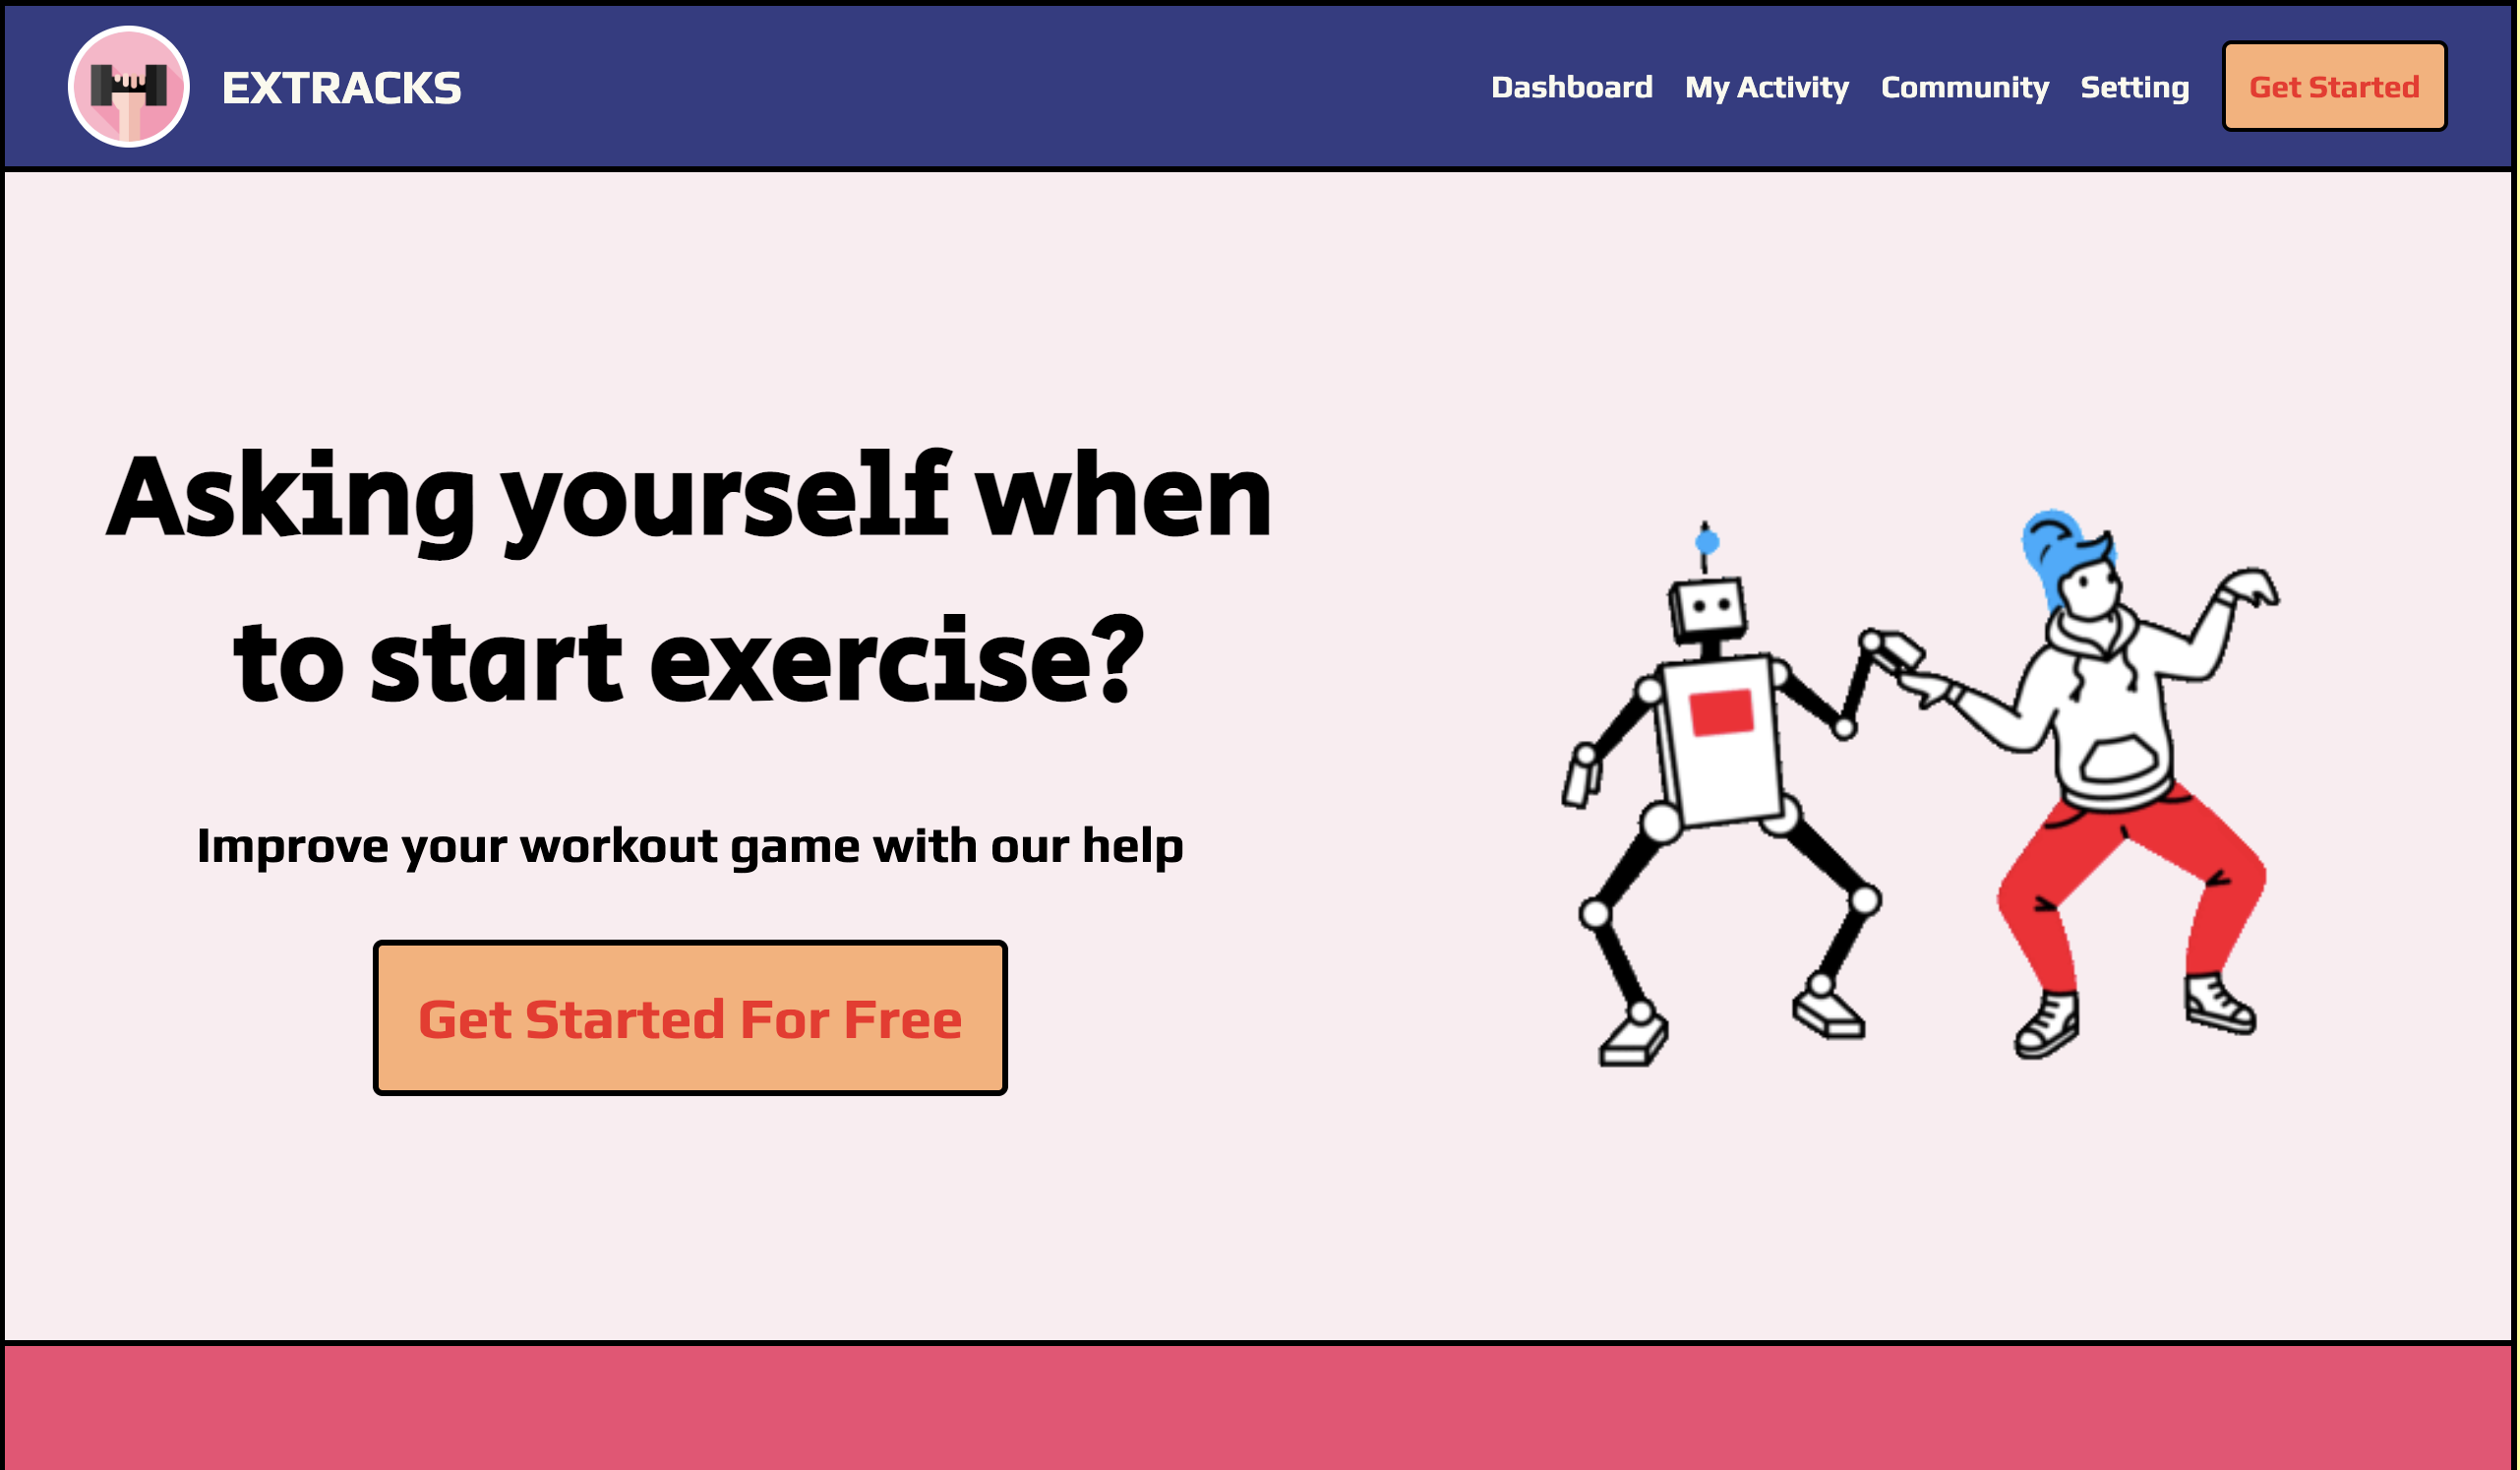 EXTRACKS
Dashboard My Activity Community Setting Get Started
Asking yourself when
to start exercise?
Improve your workout game with our help
Get Started For Free